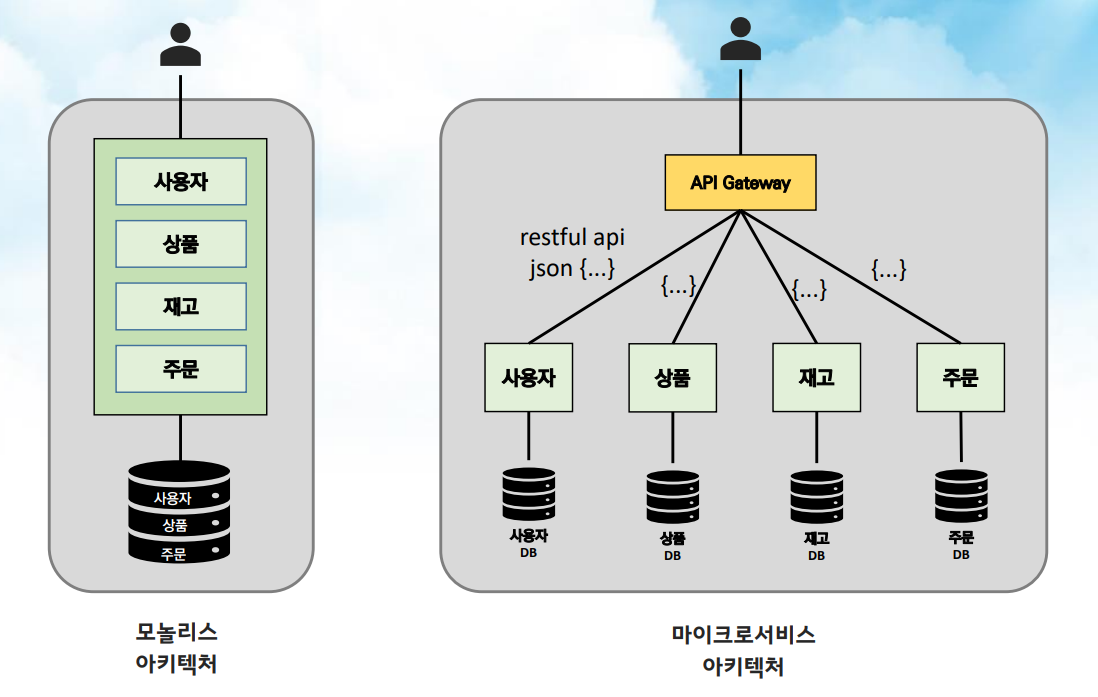 사용자
상품
재고
주문
사용자
상품
주문
모놀리스
아키텍처
API Gateway
restful api
json {...}
{...}
{...}
{...}
사용자
상품
재고
주문
사용자
DB
상품
DB
재고
DB
주문
DB
마이크로서비스
아키텍처